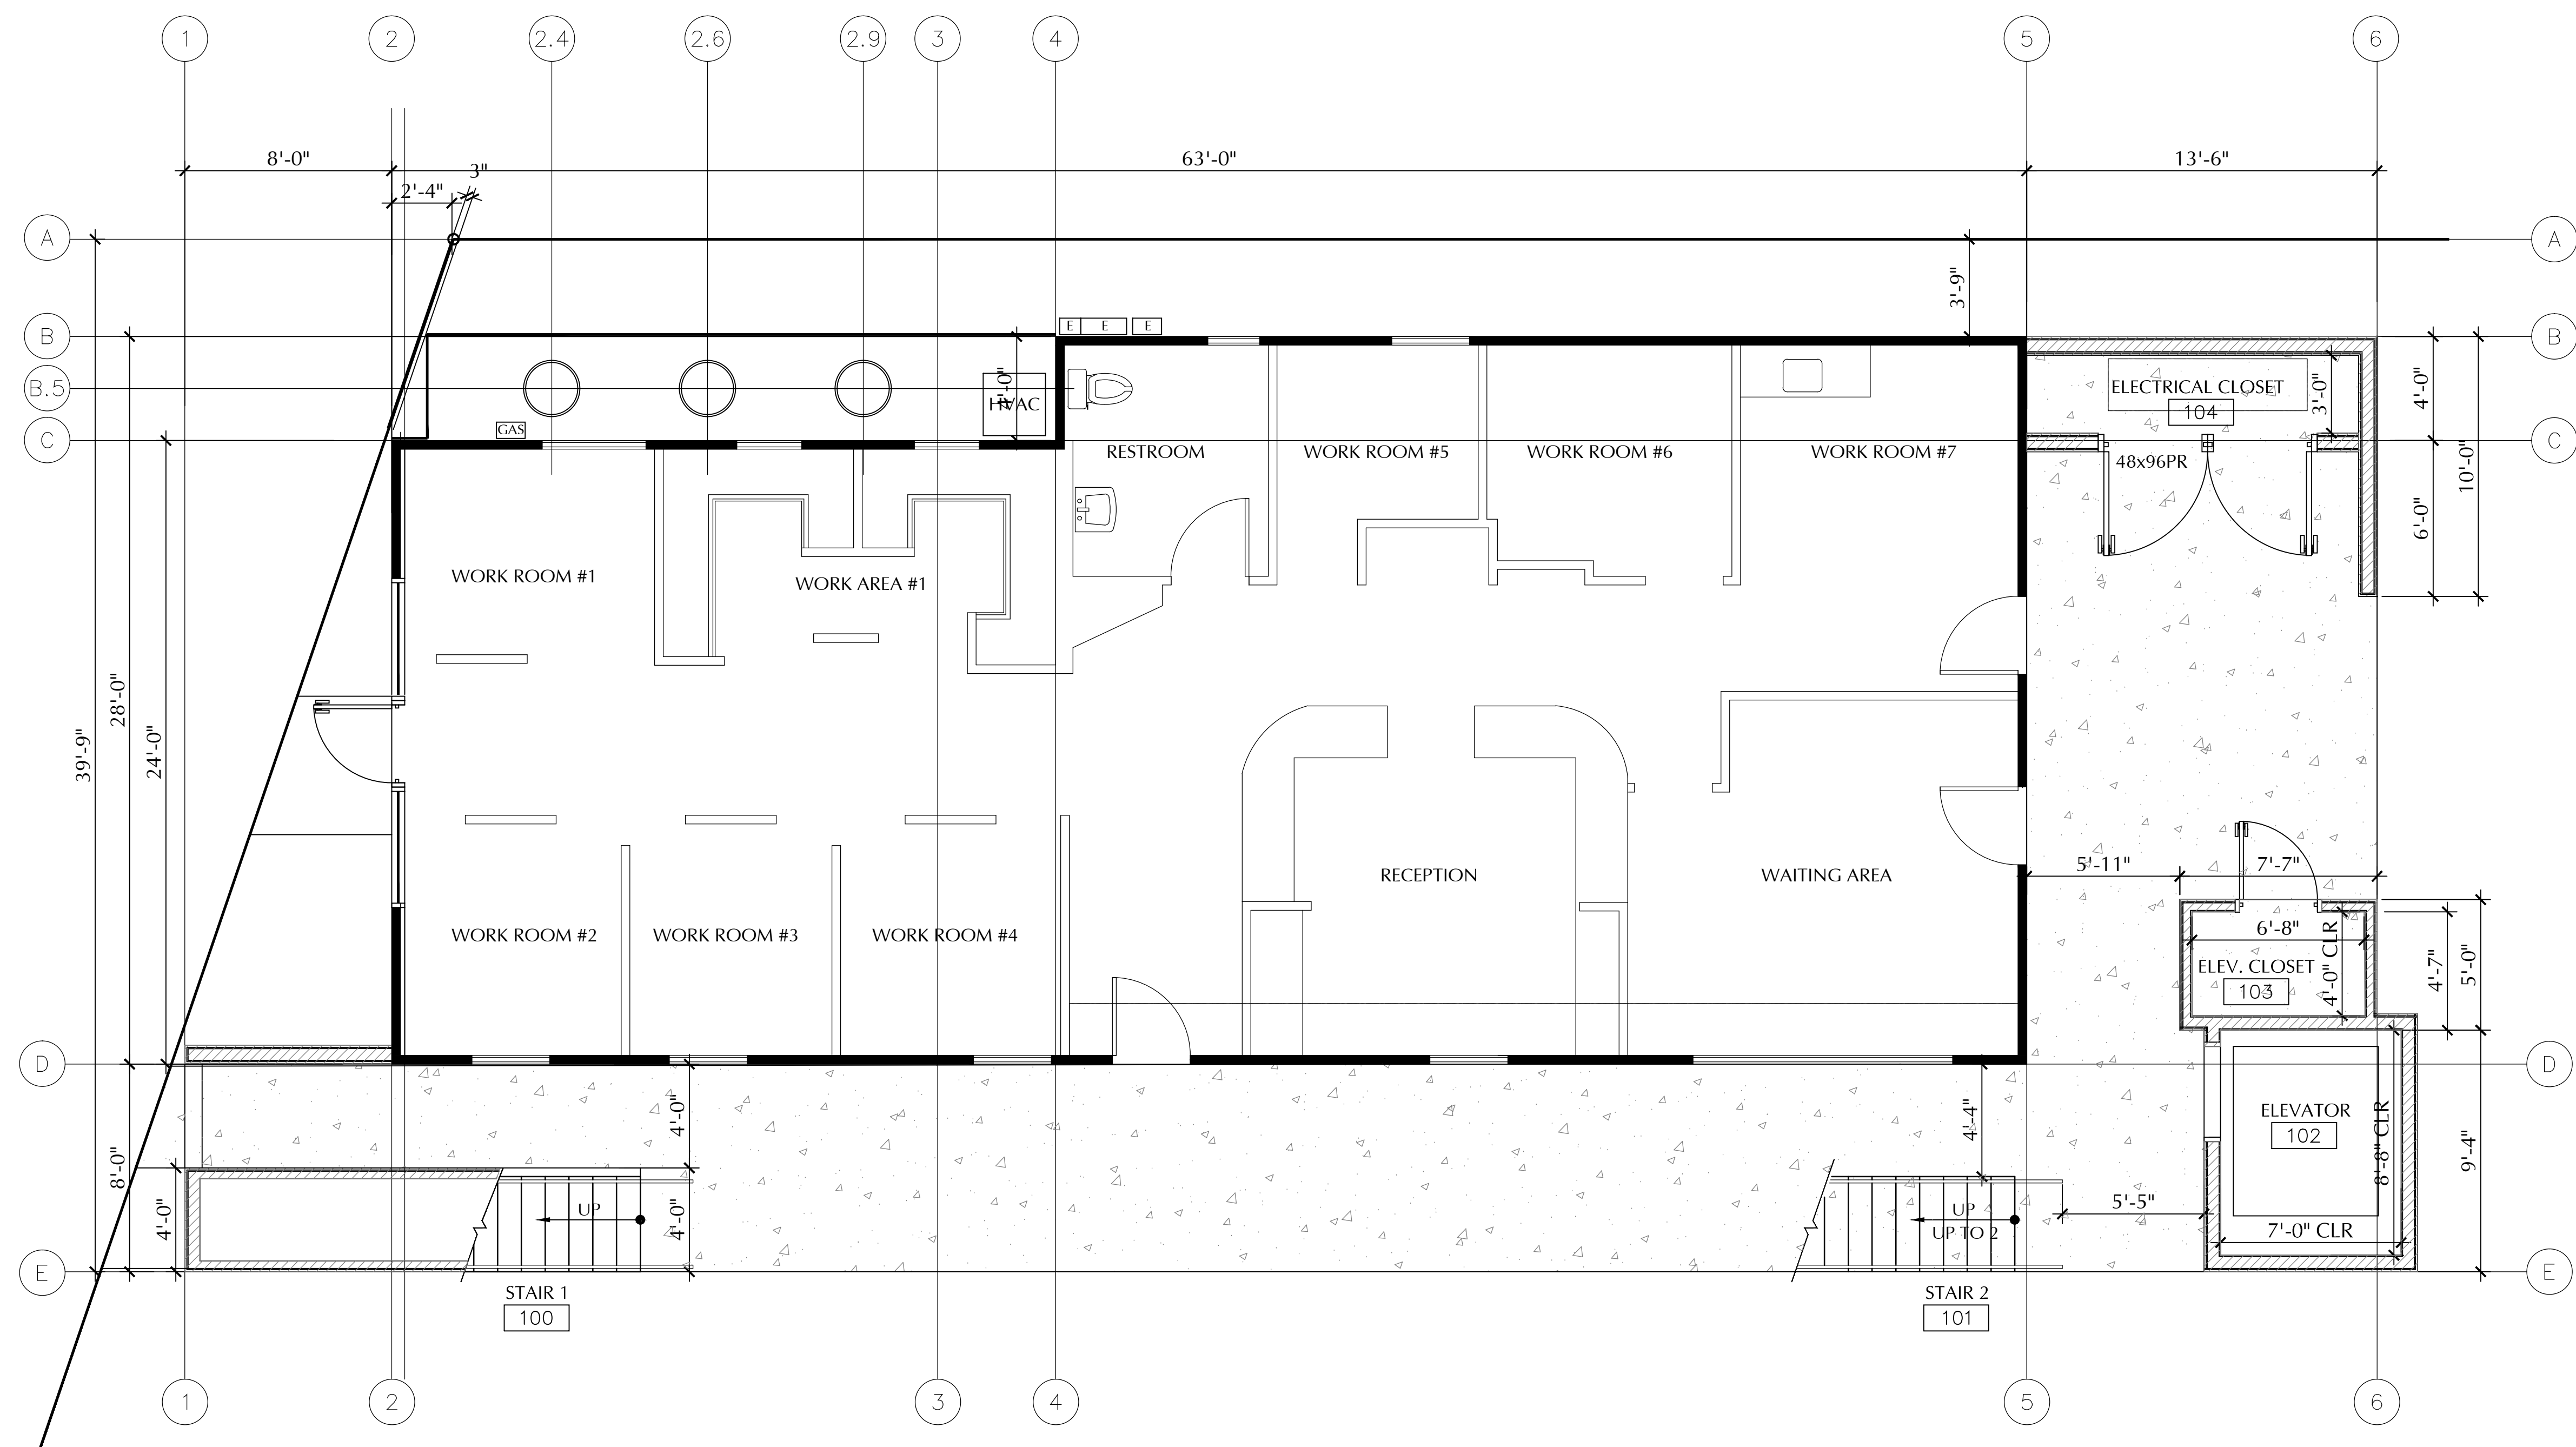 1
2
2.4
2.6
2.9
3
4
5
6
8'-0"
63'-0"
13'-6"
3"
2'-4"
A
A
3'-9"
B
E
E
E
B
B.5
4'-0"
HVAC
ELECTRICAL CLOSET
104
3'-0"
4'-0"
GAS
C
C
RESTROOM
WORK ROOM #5
WORK ROOM #6
WORK ROOM #7
48x96PR
10'-0"
6'-0"
WORK ROOM #1
WORK AREA #1
39'-9"
28'-0"
24'-0"
RECEPTION
WAITING AREA
5'-11"
7'-7"
WORK ROOM #2
WORK ROOM #3
WORK ROOM #4
6'-8"
4'-0" CLR
ELEV. CLOSET
103
4'-7"
5'-0"
D
D
4'-0"
4'-4"
ELEVATOR
102
8'-8" CLR
9'-4"
8'-0"
4'-0"
UP
4'-0"
UP
UP TO 2
5'-5"
7'-0" CLR
E
E
STAIR 1
100
STAIR 2
101
1
2
3
4
5
6